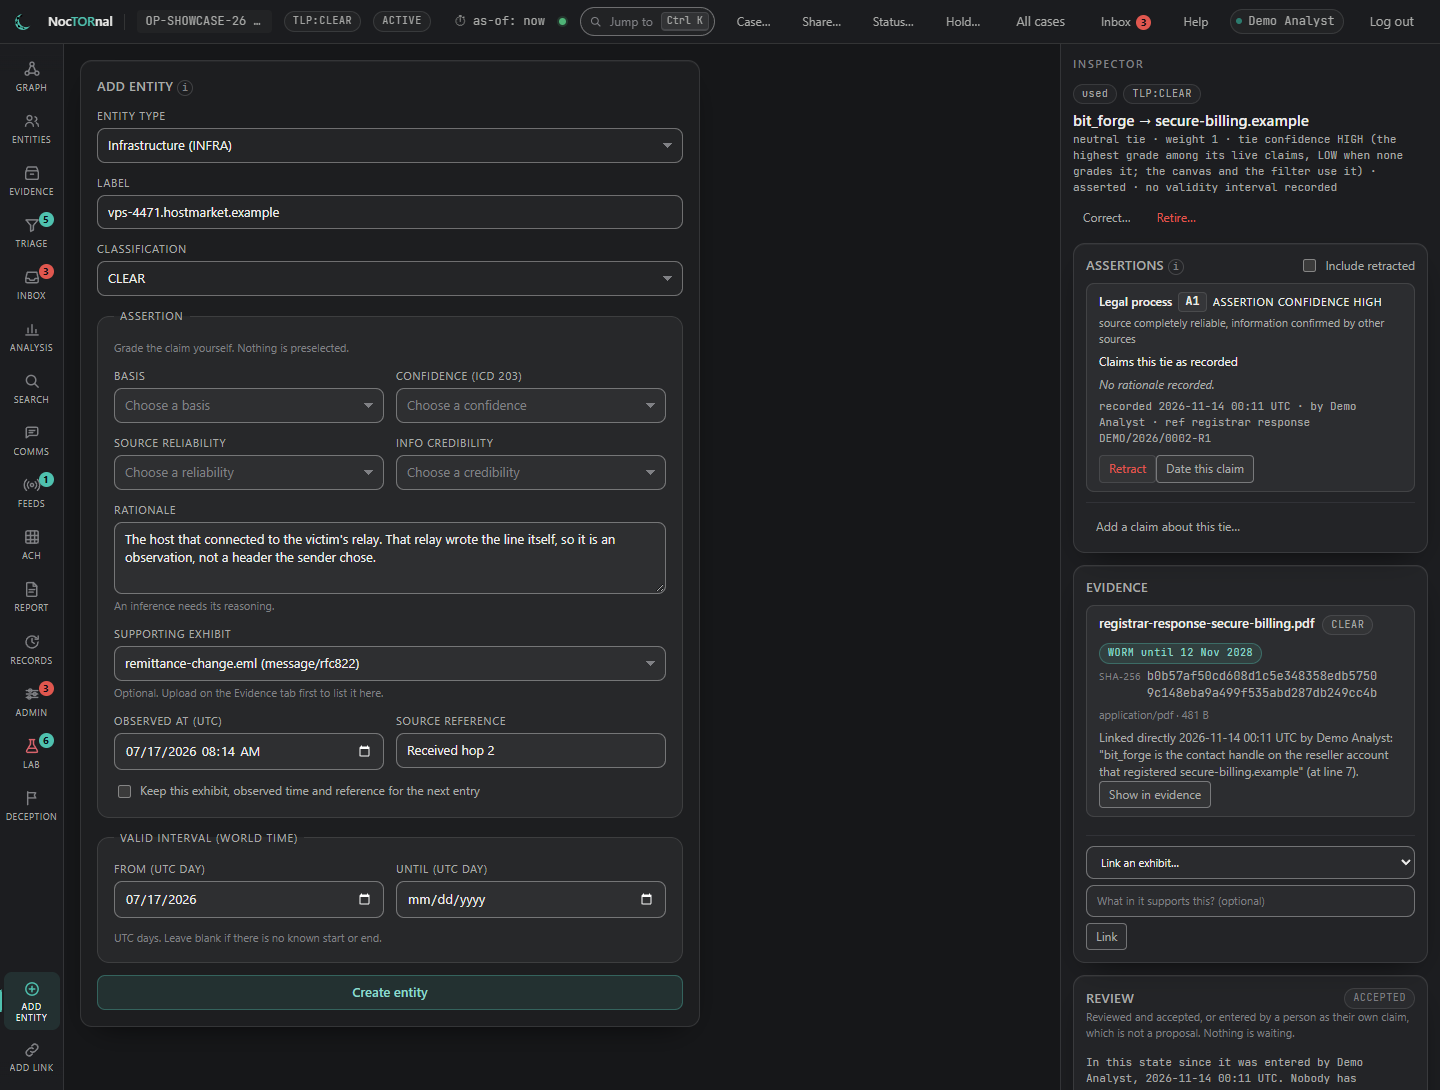 NocTORnal
OP-SHOWCASE-26 …
TLP:CLEAR
ACTIVE
as-of: now
Jump to
Ctrl K
Case...
Share...
Status...
Hold...
All cases
Inbox 3
Help
Demo Analyst
Log out
GRAPH
ENTITIES
EVIDENCE
5
TRIAGE
3
INBOX
ANALYSIS
SEARCH
COMMS
1
FEEDS
ACH
REPORT
RECORDS
3
ADMIN
6
LAB
DECEPTION
ADD
ENTITY
ADD LINK
ADD ENTITY i
ENTITY TYPE
Infrastructure (INFRA)
LABEL
vps-4471.hostmarket.example
CLASSIFICATION
CLEAR
ASSERTION
Grade the claim yourself. Nothing is preselected.
BASIS
CONFIDENCE (ICD 203)
Choose a basis
Choose a confidence
SOURCE RELIABILITY
INFO CREDIBILITY
Choose a reliability
Choose a credibility
RATIONALE
The host that connected to the victim's relay. That relay wrote the line itself, so it is an
observation, not a header the sender chose.
An inference needs its reasoning.
SUPPORTING EXHIBIT
remittance-change.eml (message/rfc822)
Optional. Upload on the Evidence tab first to list it here.
OBSERVED AT (UTC)
SOURCE REFERENCE
07/17/2026 08:14 AM
Received hop 2
Keep this exhibit, observed time and reference for the next entry
VALID INTERVAL (WORLD TIME)
FROM (UTC DAY)
UNTIL (UTC DAY)
07/17/2026
mm/dd/yyyy
UTC days. Leave blank if there is no known start or end.
Create entity
INSPECTOR
used
TLP:CLEAR
bit_forge → secure-billing.example
neutral tie · weight 1 · tie confidence HIGH (the
highest grade among its live claims, LOW when none
grades it; the canvas and the filter use it) ·
asserted · no validity interval recorded
Correct...
Retire...
ASSERTIONS i
Include retracted
Legal process A1 ASSERTION CONFIDENCE HIGH
source completely reliable, information confirmed by other
sources
Claims this tie as recorded
No rationale recorded.
recorded 2026-11-14 00:11 UTC · by Demo
Analyst · ref registrar response
DEMO/2026/0002-R1
Retract
Date this claim
Add a claim about this tie...
EVIDENCE
registrar-response-secure-billing.pdf CLEAR
WORM until 12 Nov 2028
SHA-256 b0b57af50cd608d1c5e348358edb5750
9c148eba9a499f535abd287db249cc4b
application/pdf · 481 B
Linked directly 2026-11-14 00:11 UTC by Demo Analyst:
"bit_forge is the contact handle on the reseller account
that registered secure-billing.example" (at line 7).
Show in evidence
Link an exhibit...
What in it supports this? (optional)
Link
REVIEW
ACCEPTED
Reviewed and accepted, or entered by a person as their own claim,
which is not a proposal. Nothing is waiting.
In this state since it was entered by Demo
Analyst, 2026-11-14 00:11 UTC. Nobody has